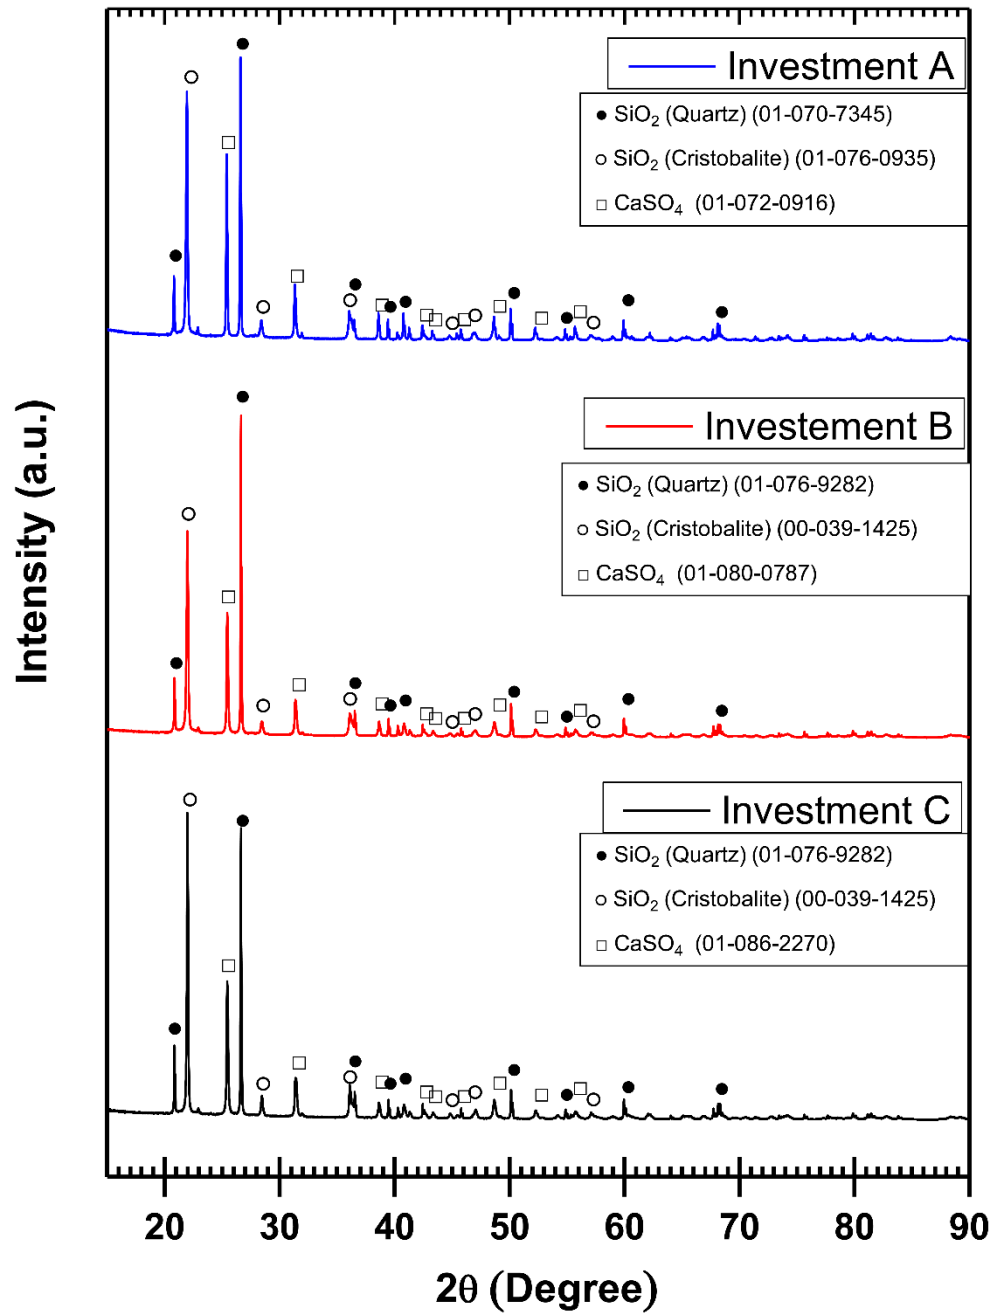 Investment A
● SiO₂ (Quartz) (01-070-7345)
○ SiO₂ (Cristobalite) (01-076-0935)
□ CaSO₄ (01-072-0916)
Investement B
● SiO₂ (Quartz) (01-076-9282)
○ SiO₂ (Cristobalite) (00-039-1425)
□ CaSO₄ (01-080-0787)
Investment C
● SiO₂ (Quartz) (01-076-9282)
○ SiO₂ (Cristobalite) (00-039-1425)
□ CaSO₄ (01-086-2270)
Intensity (a.u.)
20 30 40 50 60 70 80 90
2θ (Degree)